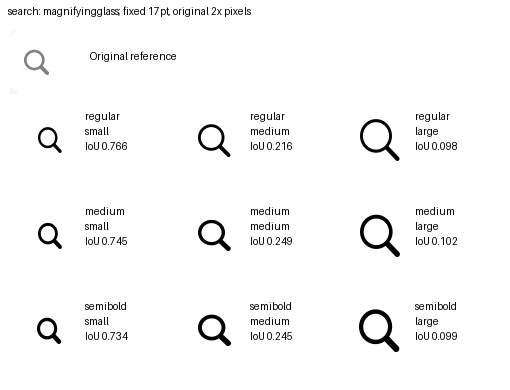 search: magnifyingglass; fixed 17pt, original 2x pixels
Original reference
regular
small
IoU 0.766
regular
medium
IoU 0.216
regular
large
IoU 0.098
medium
small
IoU 0.745
medium
medium
IoU 0.249
medium
large
IoU 0.102
semibold
small
IoU 0.734
semibold
medium
IoU 0.245
semibold
large
IoU 0.099